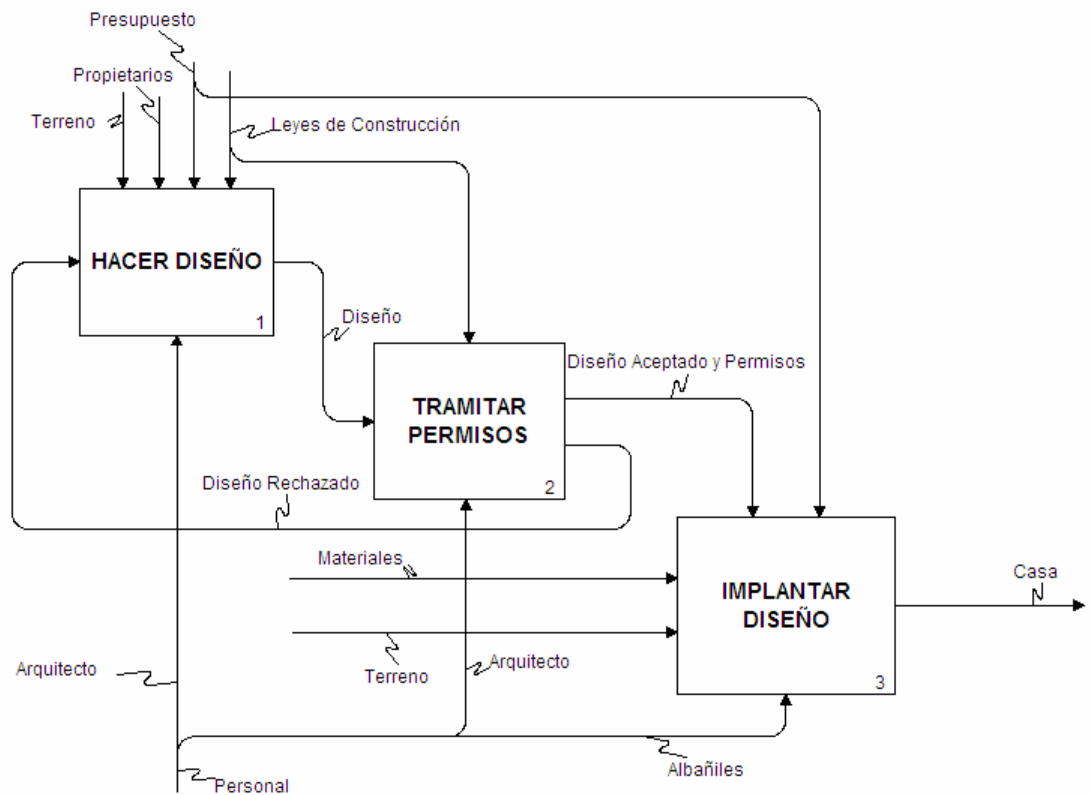 Presupuesto
Propietarios
Terreno
Leyes de Construcción
HACER DISEÑO
1
Diseño
Diseño Aceptado y Permisos
TRAMITAR
PERMISOS
2
Diseño Rechazado
Materiales
Casa
IMPLANTAR
DISEÑO
3
Terreno
Arquitecto
Arquitecto
Albañiles
Personal